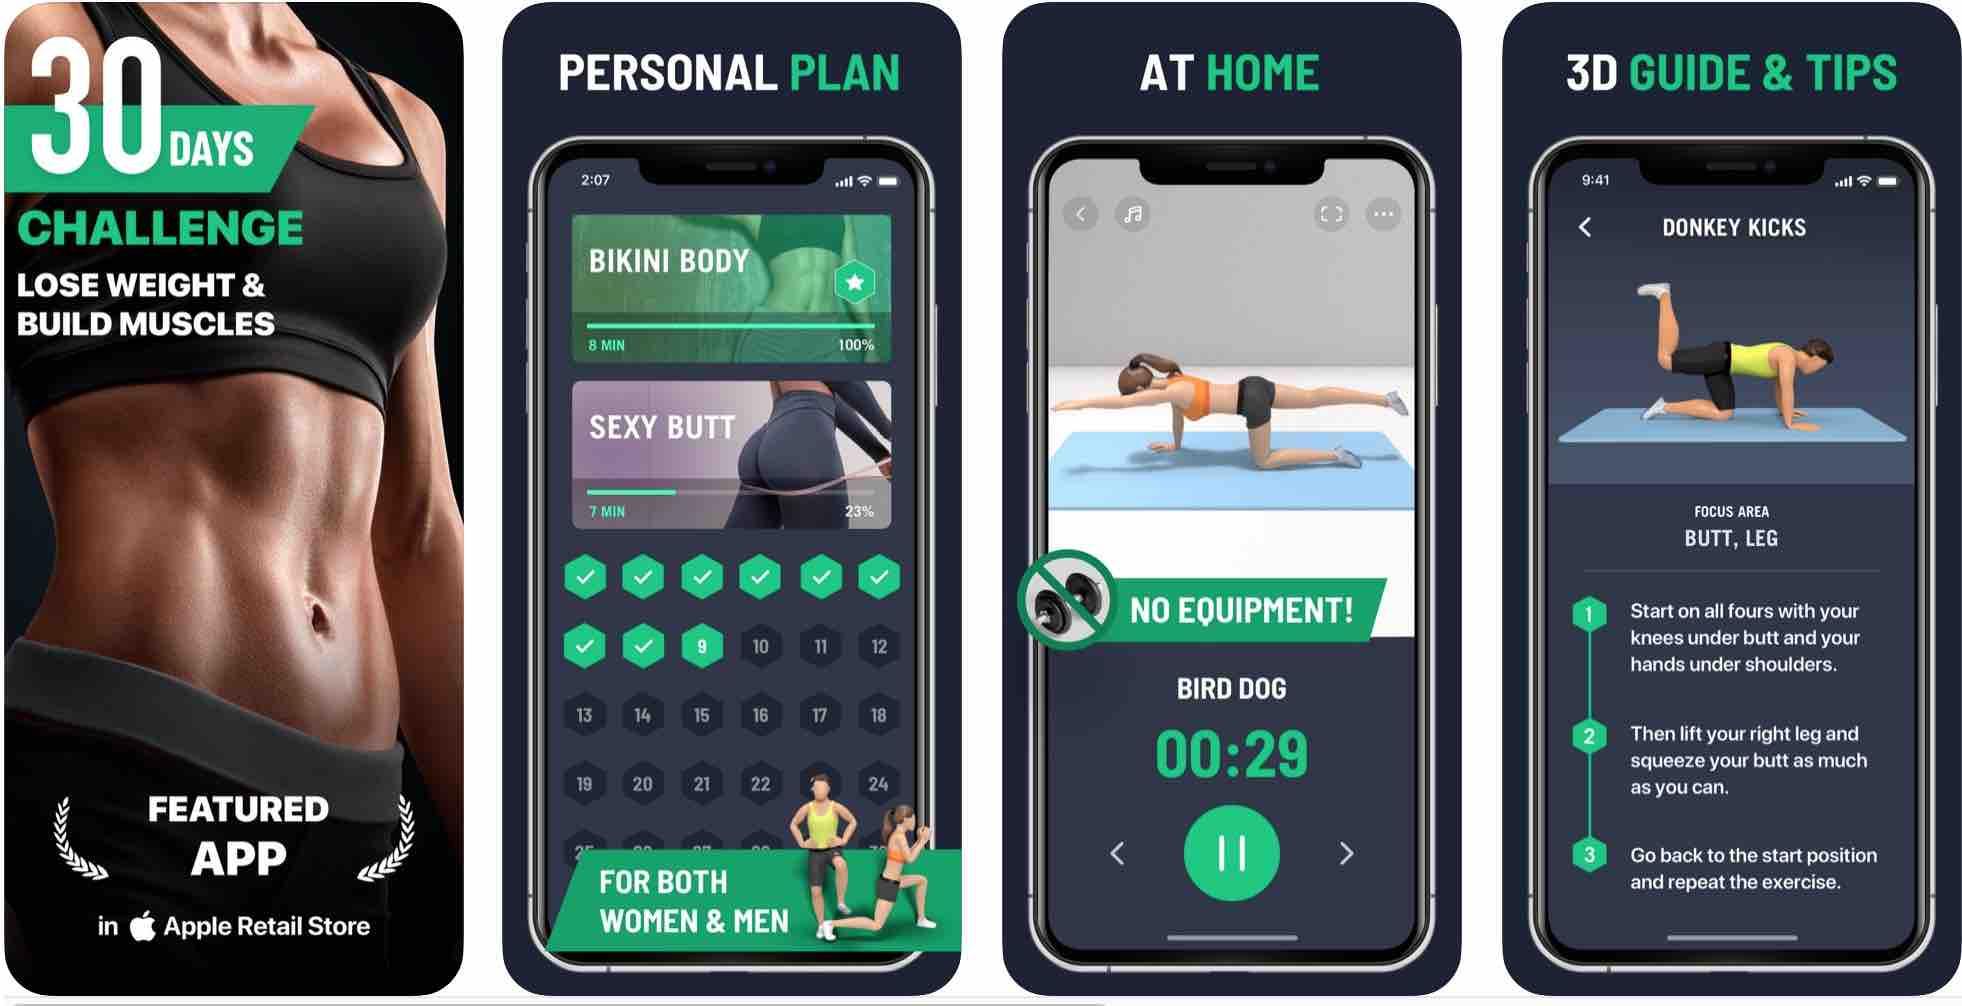 30 DAYS
CHALLENGE
LOSE WEIGHT &
BUILD MUSCLES
FEATURED
APP
in Apple Retail Store
PERSONAL PLAN
2:07
BIKINI BODY
8 MIN 100%
SEXY BUTT
7 MIN 23%
9 10 11 12
13 14 15 16 17 18
19 20 21 22 24
FOR BOTH
WOMEN & MEN
AT HOME
NO EQUIPMENT!
BIRD DOG
00:29
3D GUIDE & TIPS
9:41
DONKEY KICKS
FOCUS AREA
BUTT, LEG
1 Start on all fours with your
knees under butt and your
hands under shoulders.
2 Then lift your right leg and
squeeze your butt as much
as you can.
3 Go back to the start position
and repeat the exercise.